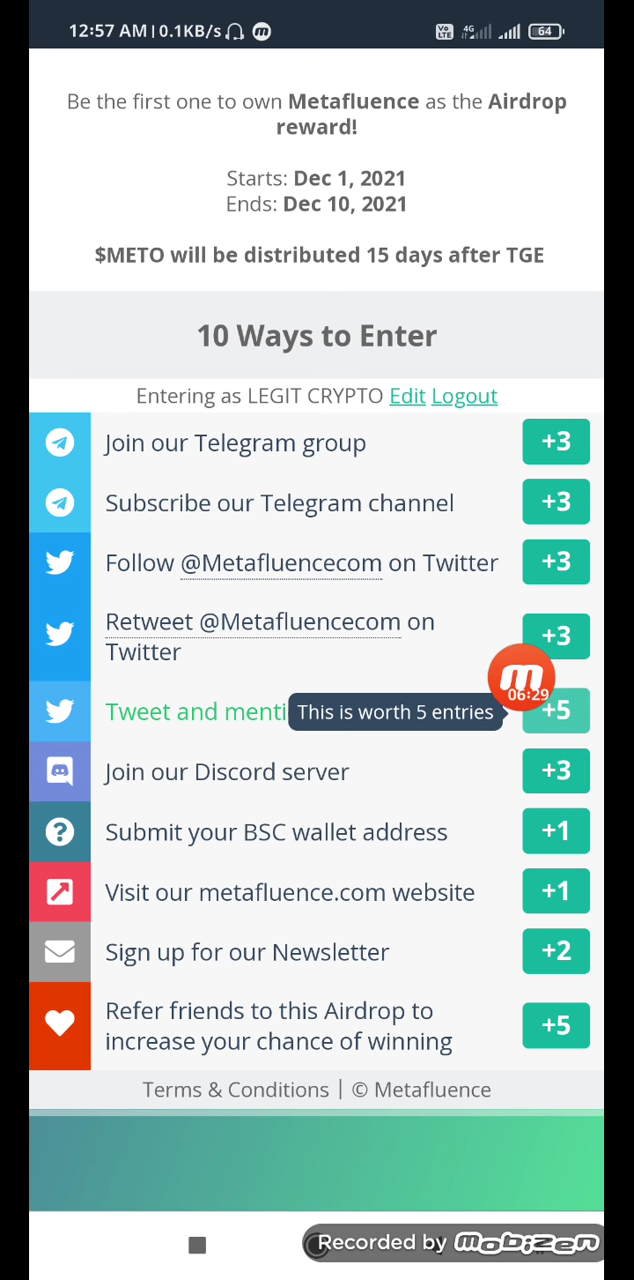 12:57 AM | 0.1KB/s
Vo LTE 4G 64
Be the first one to own Metafluence as the Airdrop
reward!
Starts: Dec 1, 2021
Ends: Dec 10, 2021
$METO will be distributed 15 days after TGE
10 Ways to Enter
Entering as LEGIT CRYPTO Edit Logout
Join our Telegram group +3
Subscribe our Telegram channel +3
Follow @Metafluencecom on Twitter +3
Retweet @Metafluencecom on
Twitter +3
06:29
Tweet and menti This is worth 5 entries +5
Join our Discord server +3
Submit your BSC wallet address +1
Visit our metafluence.com website +1
Sign up for our Newsletter +2
Refer friends to this Airdrop to
increase your chance of winning +5
Terms & Conditions | © Metafluence
Recorded by mobizen